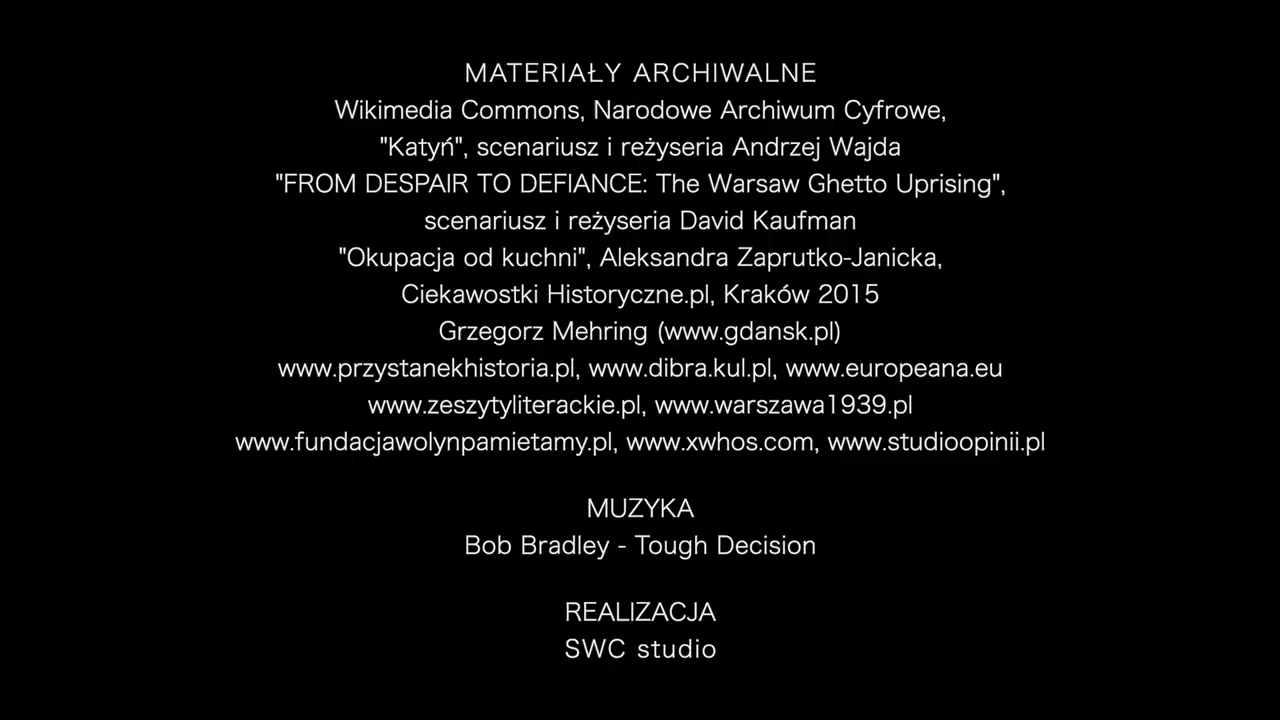 MATERIAŁY ARCHIWALNE
Wikimedia Commons, Narodowe Archiwum Cyfrowe,
"Katyń", scenariusz i reżyseria Andrzej Wajda
"FROM DESPAIR TO DEFIANCE: The Warsaw Ghetto Uprising",
scenariusz i reżyseria David Kaufman
"Okupacja od kuchni", Aleksandra Zaprutko-Janicka,
Ciekawostki Historyczne.pl, Kraków 2015
Grzegorz Mehring (www.gdansk.pl)
www.przystanekhistoria.pl, www.dibra.kul.pl, www.europeana.eu
www.zeszytyliterackie.pl, www.warszawa1939.pl
www.fundacjawolynpamietamy.pl, www.xwhos.com, www.studioopinii.pl
MUZYKA
Bob Bradley - Tough Decision
REALIZACJA
SWC studio